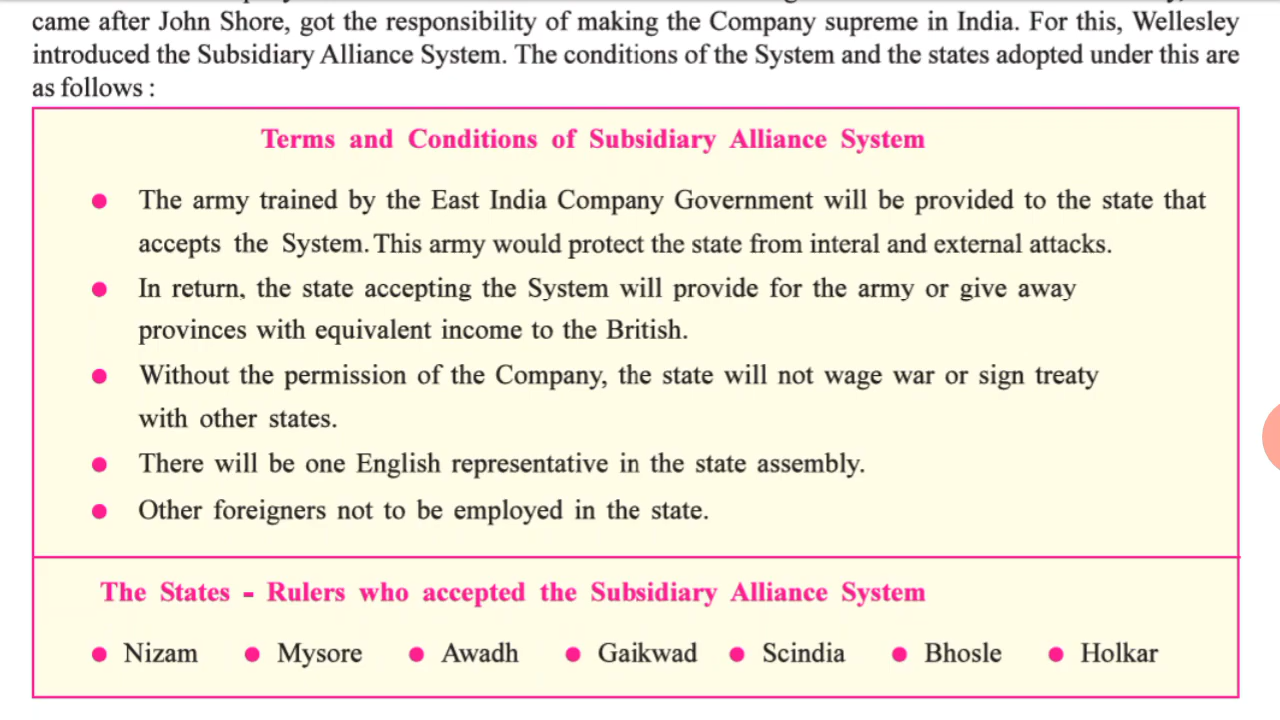 came after John Shore, got the responsibility of making the Company supreme in India. For this, Wellesley
introduced the Subsidiary Alliance System. The conditions of the System and the states adopted under this are
as follows :
Terms and Conditions of Subsidiary Alliance System
● The army trained by the East India Company Government will be provided to the state that
accepts the System. This army would protect the state from interal and external attacks.
● In return, the state accepting the System will provide for the army or give away
provinces with equivalent income to the British.
● Without the permission of the Company, the state will not wage war or sign treaty
with other states.
● There will be one English representative in the state assembly.
● Other foreigners not to be employed in the state.
The States - Rulers who accepted the Subsidiary Alliance System
● Nizam ● Mysore ● Awadh ● Gaikwad ● Scindia ● Bhosle ● Holkar